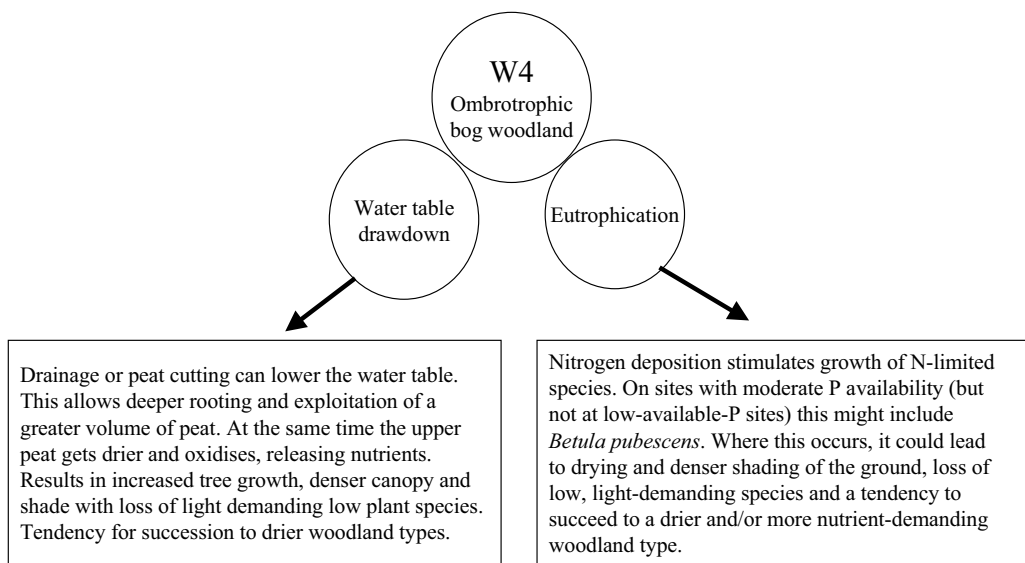 W4
Ombrotrophic
bog woodland
Water table
drawdown
Eutrophication
Drainage or peat cutting can lower the water table.
This allows deeper rooting and exploitation of a
greater volume of peat. At the same time the upper
peat gets drier and oxidises, releasing nutrients.
Results in increased tree growth, denser canopy and
shade with loss of light demanding low plant species.
Tendency for succession to drier woodland types.
Nitrogen deposition stimulates growth of N-limited
species. On sites with moderate P availability (but
not at low-available-P sites) this might include
Betula pubescens. Where this occurs, it could lead
to drying and denser shading of the ground, loss of
low, light-demanding species and a tendency to
succeed to a drier and/or more nutrient-demanding
woodland type.